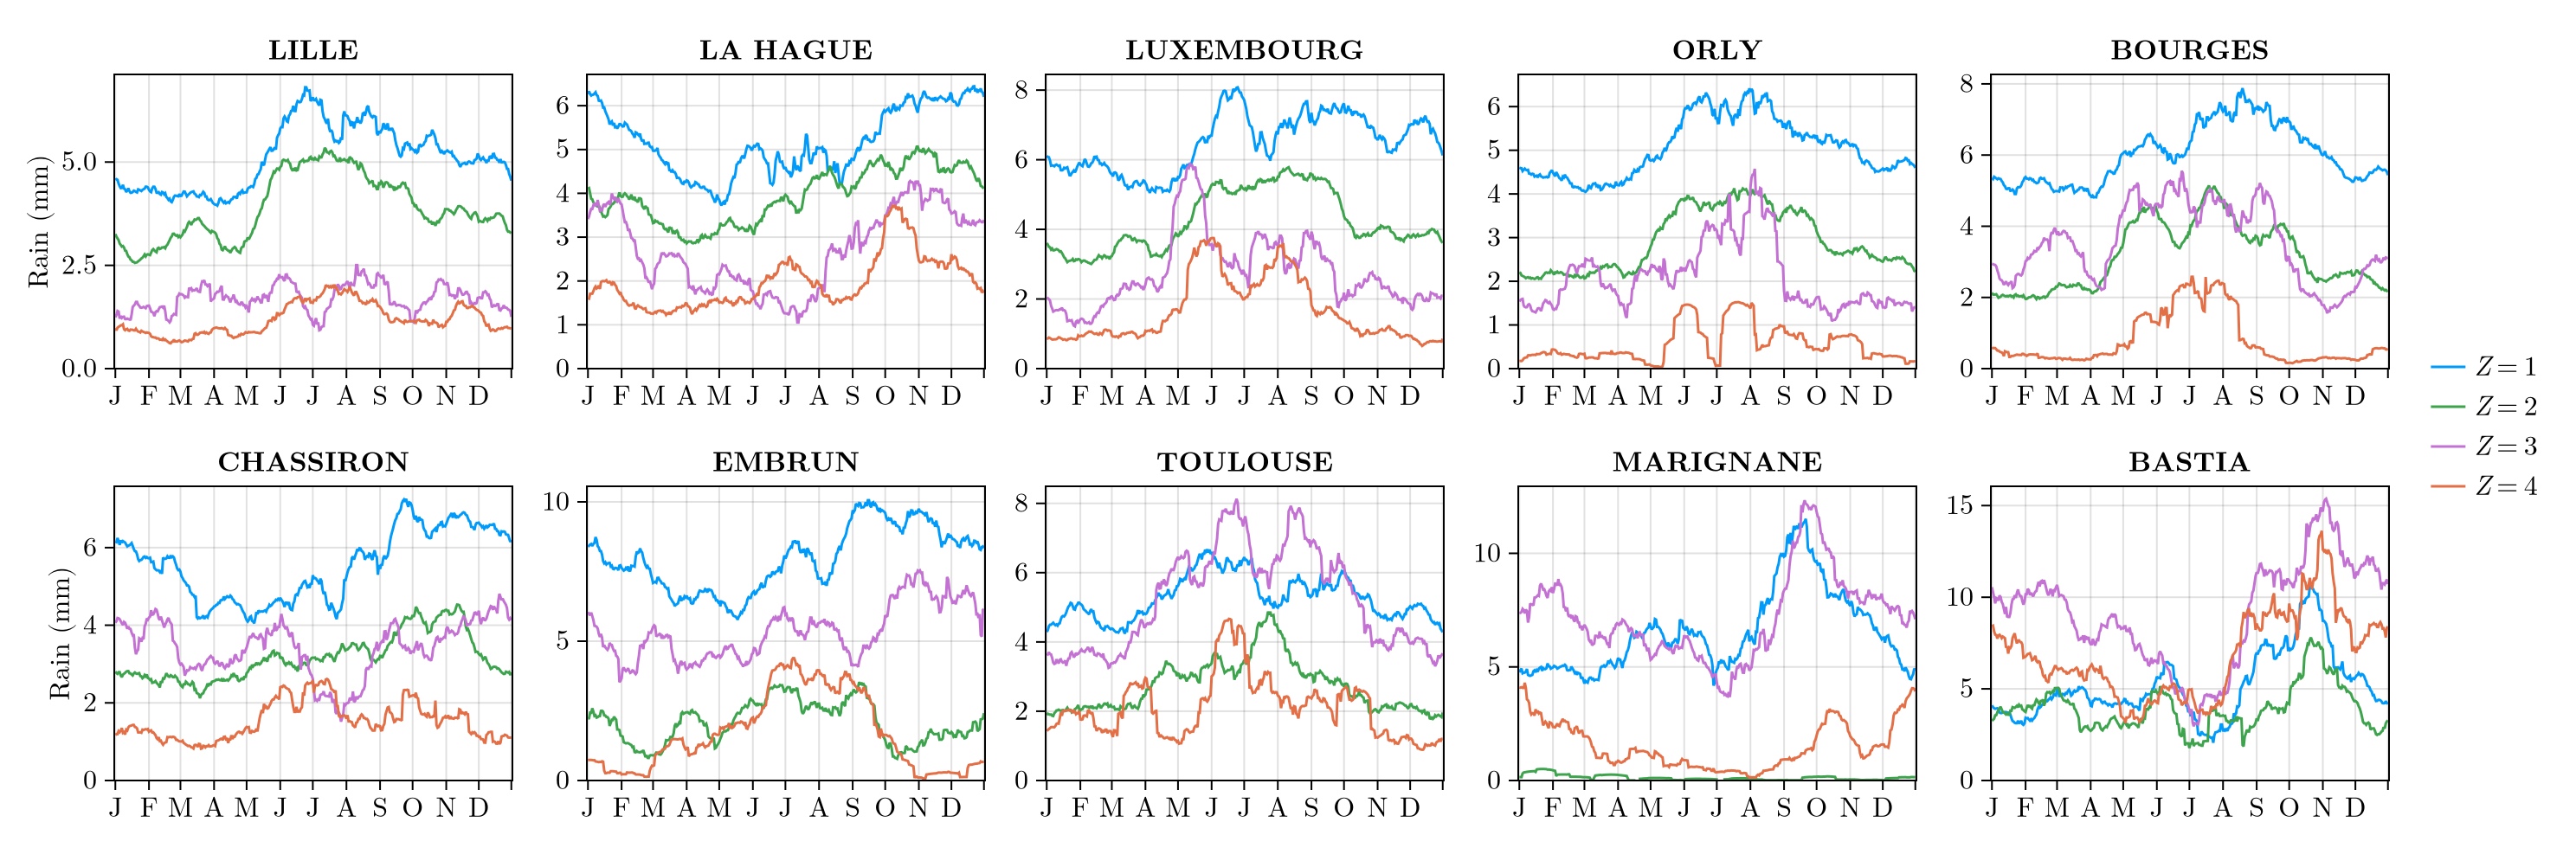 LILLE
LA HAGUE
LUXEMBOURG
ORLY
BOURGES
Rain (mm)
5.0
2.5
0.0
J F M A M J J A S O N D
6
5
4
3
2
1
0
J F M A M J J A S O N D
8
6
4
2
0
J F M A M J J A S O N D
6
5
4
3
2
1
0
J F M A M J J A S O N D
8
6
4
2
0
J F M A M J J A S O N D
Z = 1
Z = 2
Z = 3
Z = 4
CHASSIRON
EMBRUN
TOULOUSE
MARIGNANE
BASTIA
Rain (mm)
6
4
2
0
J F M A M J J A S O N D
10
5
0
J F M A M J J A S O N D
8
6
4
2
0
J F M A M J J A S O N D
10
5
0
J F M A M J J A S O N D
15
10
5
0
J F M A M J J A S O N D